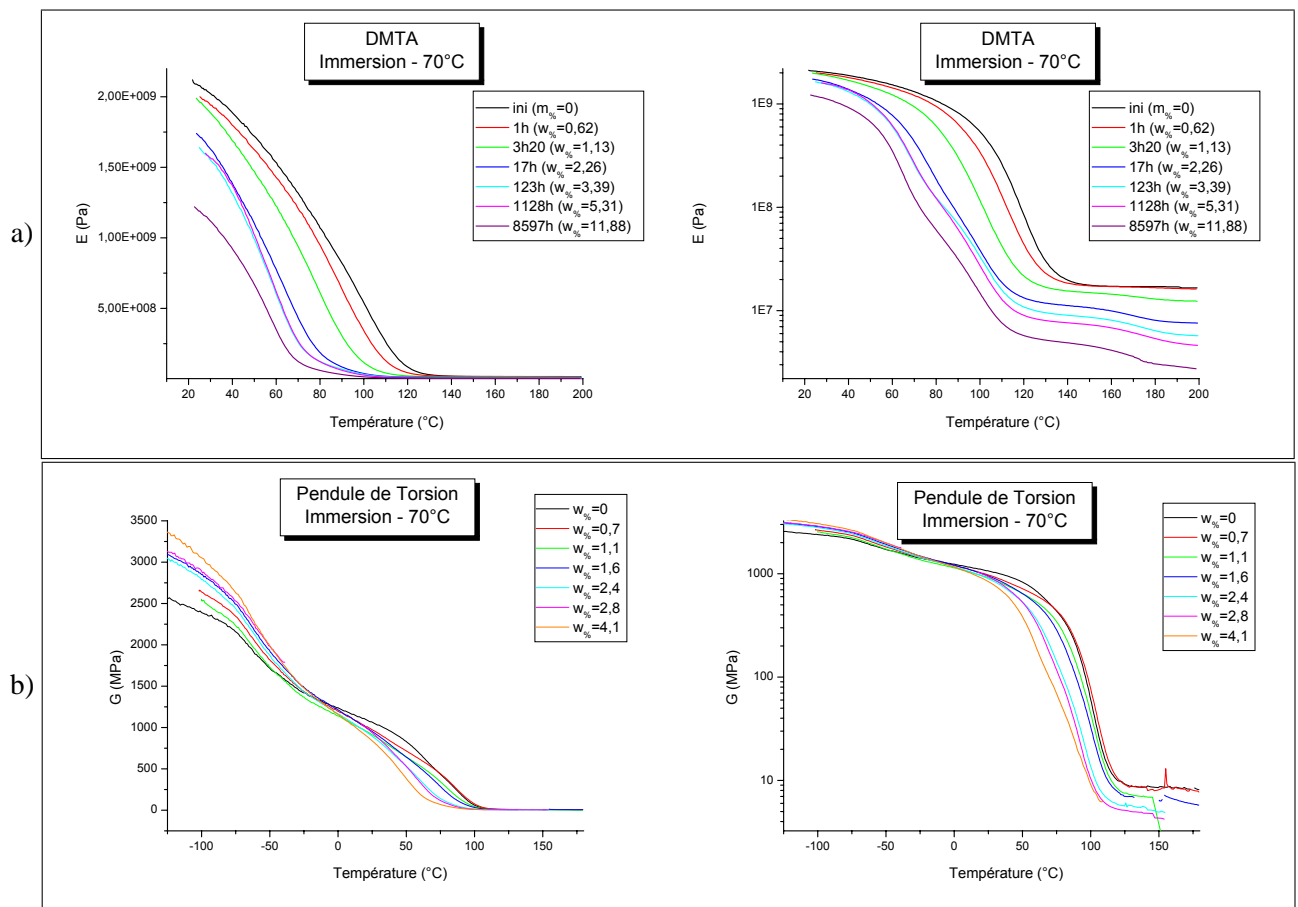 a)
DMTA
Immersion - 70°C
2,00E+009
1,50E+009
1,00E+009
5,00E+008
E (Pa)
20 40 60 80 100 120 140 160 180 200
Température (°C)
ini (m%=0)
1h (w%=0,62)
3h20 (w%=1,13)
17h (w%=2,26)
123h (w%=3,39)
1128h (w%=5,31)
8597h (w%=11,88)
DMTA
Immersion - 70°C
1E9
1E8
1E7
E (Pa)
20 40 60 80 100 120 140 160 180 200
Température (°C)
ini (m%=0)
1h (w%=0,62)
3h20 (w%=1,13)
17h (w%=2,26)
123h (w%=3,39)
1128h (w%=5,31)
8597h (w%=11,88)
b)
Pendule de Torsion
Immersion - 70°C
3500
3000
2500
2000
1500
1000
500
0
G (MPa)
-100 -50 0 50 100 150
Température (°C)
w%=0
w%=0,7
w%=1,1
w%=1,6
w%=2,4
w%=2,8
w%=4,1
Pendule de Torsion
Immersion - 70°C
1000
100
10
G (MPa)
-100 -50 0 50 100 150
Température (°C)
w%=0
w%=0,7
w%=1,1
w%=1,6
w%=2,4
w%=2,8
w%=4,1